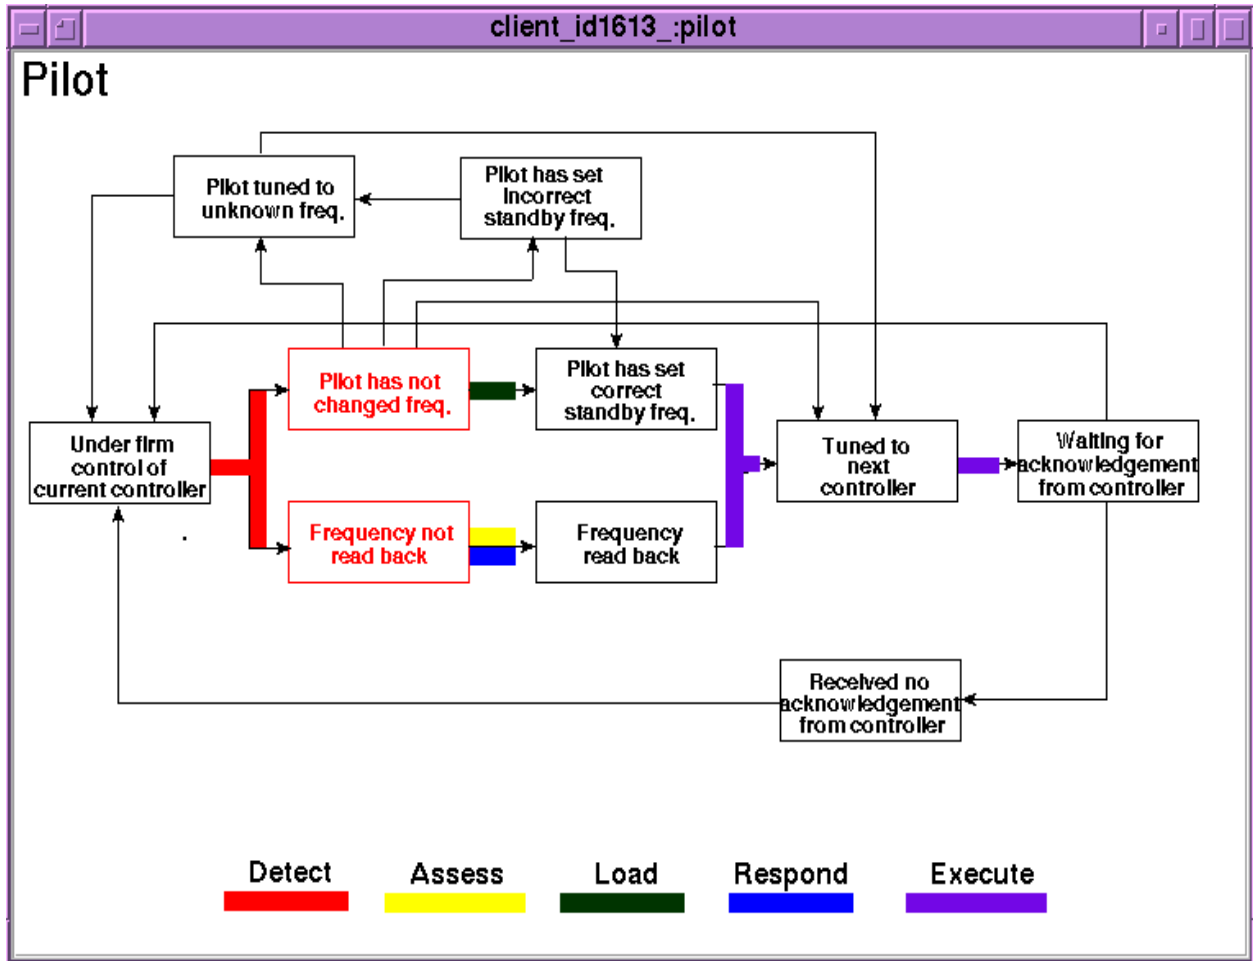 client_id1613_:pilot
Pilot
Pilot tuned to
unknown freq.
Pilot has set
incorrect
standby freq.
Pilot has not
changed freq.
Pilot has set
correct
standby freq.
Under firm
control of
current controller
Tuned to
next
controller
Waiting for
acknowledgement
from controller
Frequency not
read back
Frequency
read back
Received no
acknowledgement
from controller
Detect
Assess
Load
Respond
Execute